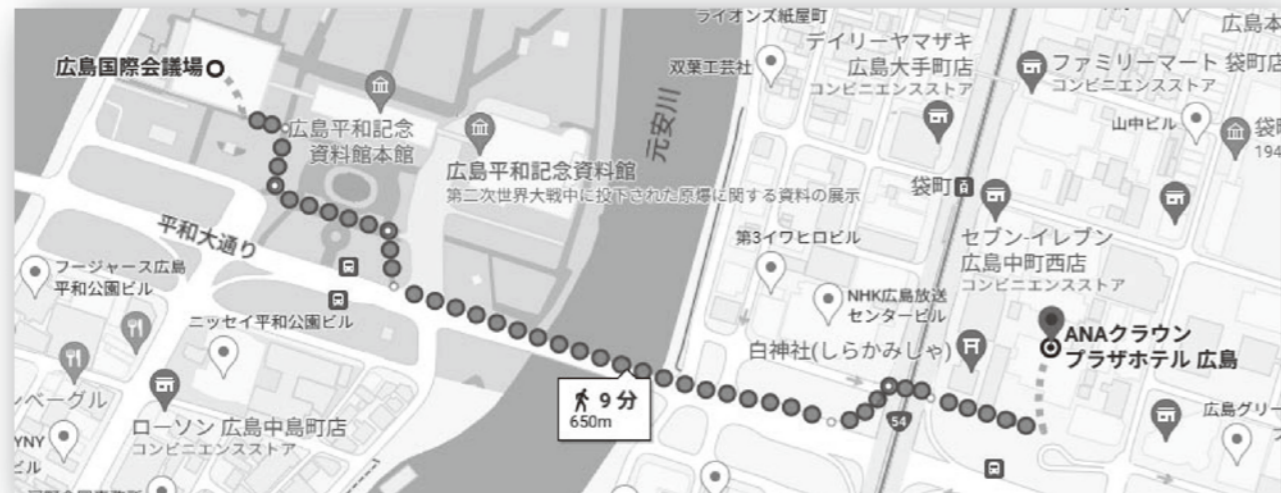 ライオンズ紙屋町
デイリーヤマザキ
広島大手町店
コンビニエンスストア
双葉工芸社
ファミリーマート 袋町店
コンビニエンスストア
広島本
山中ビル
袋町
194
広島国際会議場
広島平和記念
資料館本館
広島平和記念資料館
第二次世界大戦中に投下された原爆に関する資料の展示
元安川
袋町
セブン-イレブン
広島中町西店
コンビニエンスストア
第3イワヒロビル
平和大通り
フージャース広島
平和公園ビル
ニッセイ平和公園ビル
NHK広島放送
センタービル
白神社(しらかみしゃ)
ANAクラウン
プラザホテル 広島
9 分
650m
54
ンベーグル
ローソン 広島中島町店
コンビニエンスストア
YNY
ビル
広島グリー